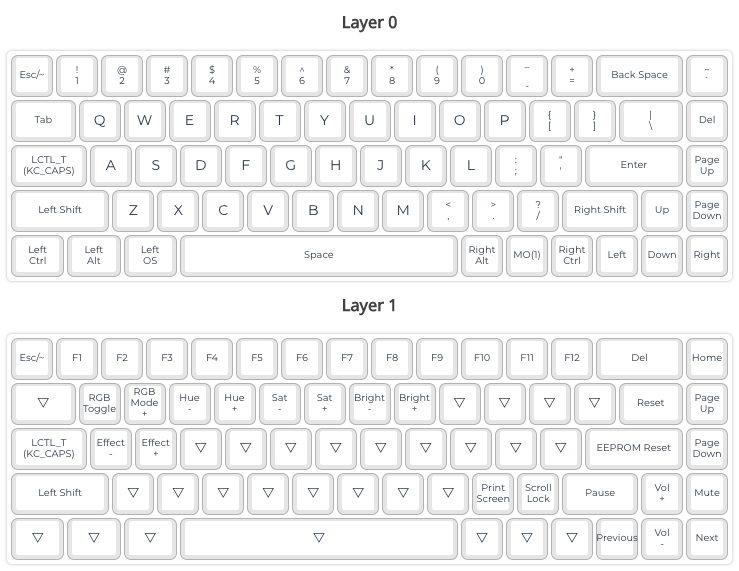 Layer 0
Esc/~ ! @ # $ % ^ & * ( ) _ + Back Space ~
1 2 3 4 5 6 7 8 9 0 - = `
Tab Q W E R T Y U I O P { } | Del
[ ] \
LCTL_T A S D F G H J K L : " Enter Page
(KC_CAPS) ; ' Up
Left Shift Z X C V B N M < > ? Right Shift Up Page
, . / Down
Left Left Left Space Right MO(1) Right Left Down Right
Ctrl Alt OS Alt Ctrl
Layer 1
Esc/~ F1 F2 F3 F4 F5 F6 F7 F8 F9 F10 F11 F12 Del Home
▽ RGB RGB Hue Hue Sat Sat Bright Bright ▽ ▽ ▽ ▽ Reset Page
Toggle Mode - + - + - + Up
+
LCTL_T Effect Effect ▽ ▽ ▽ ▽ ▽ ▽ ▽ ▽ ▽ EEPROM Reset Page
(KC_CAPS) - + Down
Left Shift ▽ ▽ ▽ ▽ ▽ ▽ ▽ ▽ Print Scroll Pause Vol Mute
Screen Lock +
▽ ▽ ▽ ▽ ▽ ▽ ▽ Previous Vol Next
-